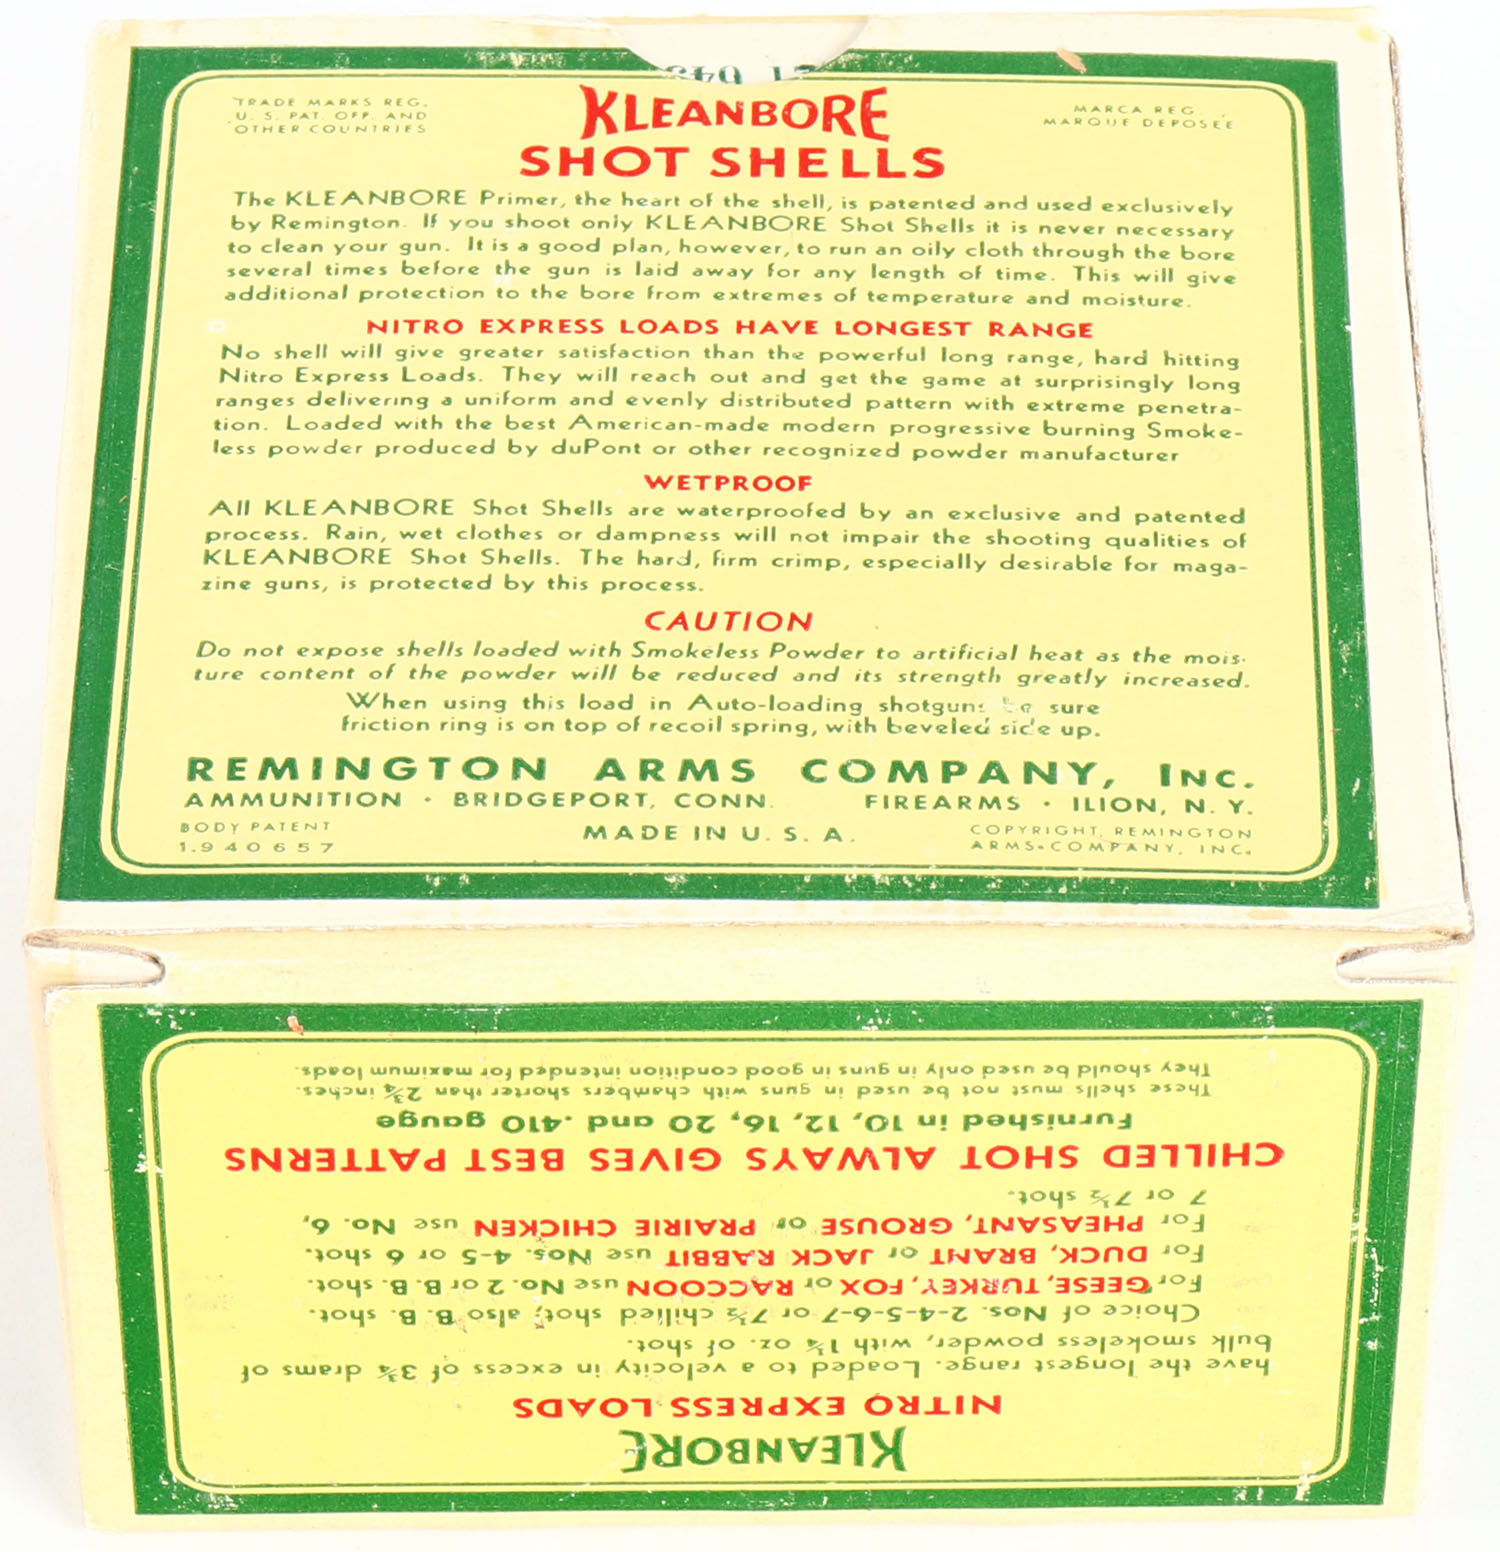 TRADE MARKS REG.
U. S. PAT. OFF. AND
OTHER COUNTRIES
MARCA REG.
MARQUE DEPOSEE
KLEANBORE
SHOT SHELLS
The KLEANBORE Primer, the heart of the shell, is patented and used exclusively
by Remington. If you shoot only KLEANBORE Shot Shells it is never necessary
to clean your gun. It is a good plan, however, to run an oily cloth through the bore
several times before the gun is laid away for any length of time. This will give
additional protection to the bore from extremes of temperature and moisture.
NITRO EXPRESS LOADS HAVE LONGEST RANGE
No shell will give greater satisfaction than the powerful long range, hard hitting
Nitro Express Loads. They will reach out and get the game at surprisingly long
ranges delivering a uniform and evenly distributed pattern with extreme penetra-
tion. Loaded with the best American-made modern progressive burning Smoke-
less powder produced by duPont or other recognized powder manufacturer
WETPROOF
All KLEANBORE Shot Shells are waterproofed by an exclusive and patented
process. Rain, wet clothes or dampness will not impair the shooting qualities of
KLEANBORE Shot Shells. The hard, firm crimp, especially desirable for maga-
zine guns, is protected by this process.
CAUTION
Do not expose shells loaded with Smokeless Powder to artificial heat as the mois-
ture content of the powder will be reduced and its strength greatly increased.
When using this load in Auto-loading shotguns be sure
friction ring is on top of recoil spring, with beveled side up.
REMINGTON ARMS COMPANY, INC.
AMMUNITION · BRIDGEPORT, CONN. FIREARMS · ILION, N. Y.
BODY PATENT
1.940657
MADE IN U. S. A.
COPYRIGHT, REMINGTON
ARMS COMPANY, INC.
KLEANBORE
NITRO EXPRESS LOADS
have the longest range. Loaded to a velocity in excess of 3¾ drams of
bulk smokeless powder, with 1¼ oz. of shot.
Choice of Nos. 2-4-5-6-7 or 7½ chilled shot; also B. B. shot.
For GEESE, TURKEY, FOX or RACCOON use No. 2 or B. B. shot.
For DUCK, BRANT or JACK RABBIT use Nos. 4-5 or 6 shot.
For PHEASANT, GROUSE or PRAIRIE CHICKEN use No. 6,
7 or 7½ shot.
CHILLED SHOT ALWAYS GIVES BEST PATTERNS
Furnished in 10, 12, 16, 20 and .410 gauge
These shells must not be used in guns with chambers shorter than 2¾ inches.
They should be used only in guns in good condition intended for maximum loads.